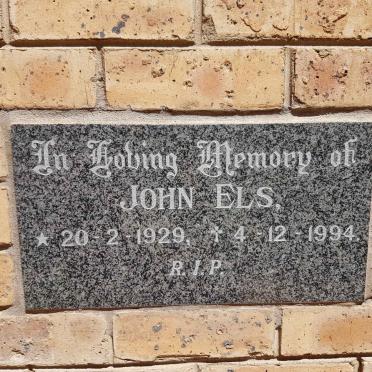 In Loving Memory of
JOHN ELS,
★ 20-2-1929, ✝ 4-12-1994.
R.I.P.